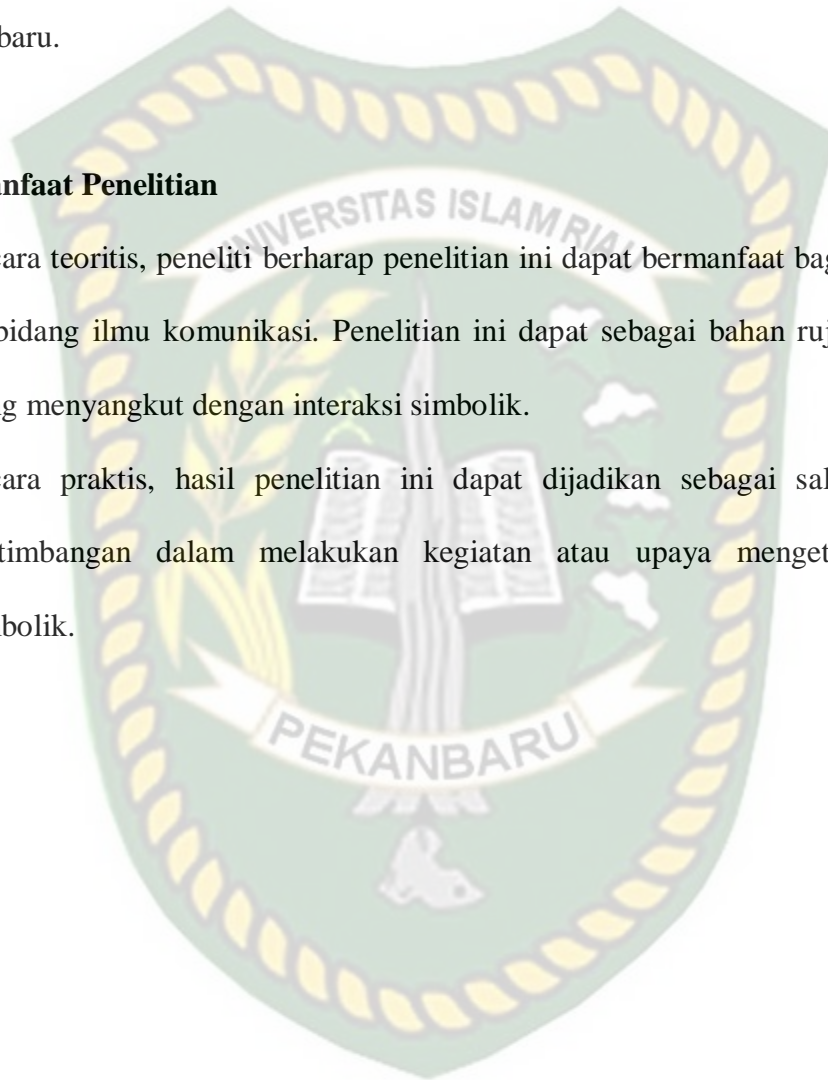 baru.
nfaat Penelitian
UNIVERSITAS ISLAM RIAU
cara teoritis, peneliti berharap penelitian ini dapat bermanfaat bag
bidang ilmu komunikasi. Penelitian ini dapat sebagai bahan ruj
g menyangkut dengan interaksi simbolik.
cara praktis, hasil penelitian ini dapat dijadikan sebagai sal
timbangan dalam melakukan kegiatan atau upaya menget
bolik.
PEKANBARU